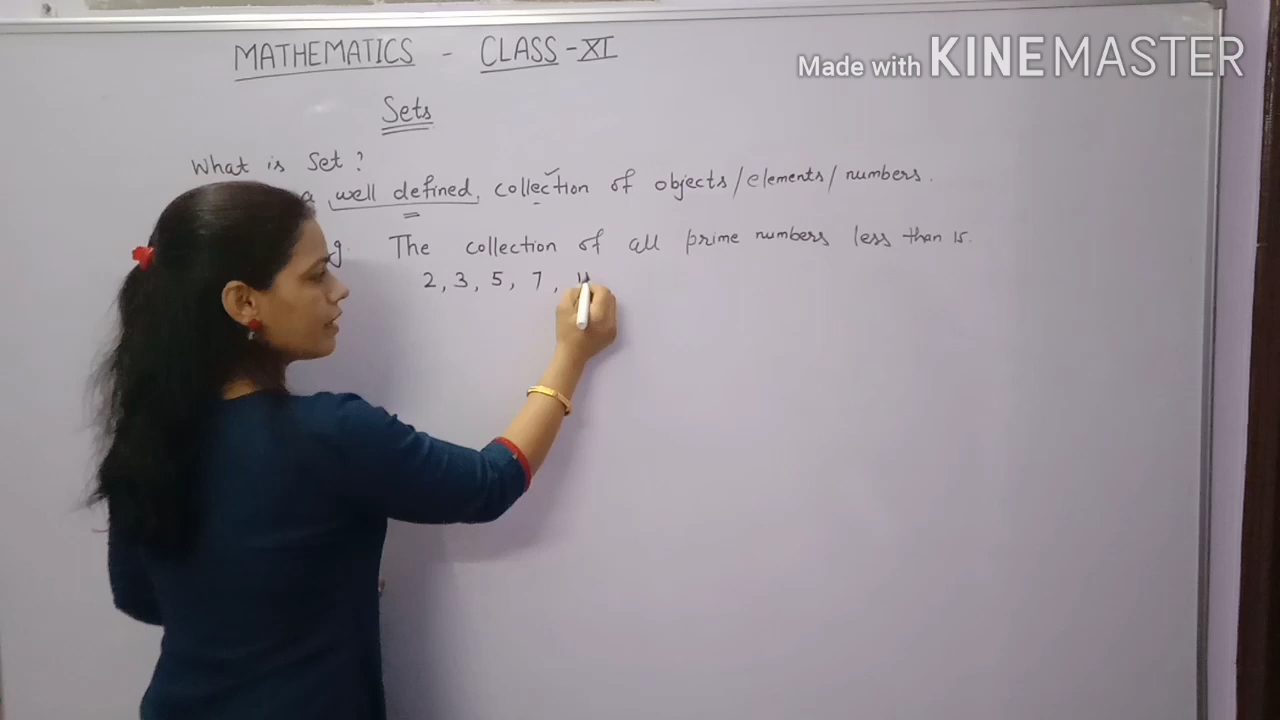 MATHEMATICS - CLASS - XI
Made with KINEMASTER
Sets
What is Set?
a well defined, collection of objects/elements/numbers.
g. The collection of all prime numbers less than 15.
2, 3, 5, 7, 11